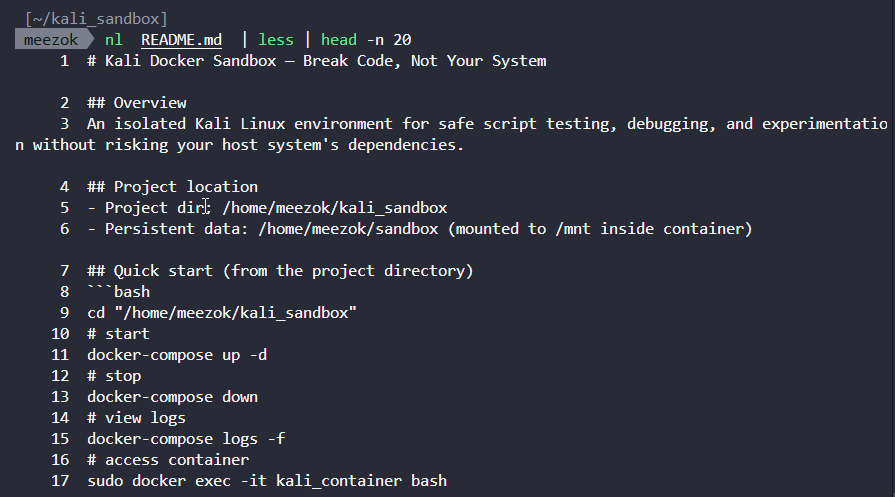 [~/kali_sandbox]
meezok nl README.md | less | head -n 20
1 # Kali Docker Sandbox — Break Code, Not Your System
2 ## Overview
3 An isolated Kali Linux environment for safe script testing, debugging, and experimentatio
n without risking your host system's dependencies.
4 ## Project location
5 - Project dir: /home/meezok/kali_sandbox
6 - Persistent data: /home/meezok/sandbox (mounted to /mnt inside container)
7 ## Quick start (from the project directory)
8 ```bash
9 cd "/home/meezok/kali_sandbox"
10 # start
11 docker-compose up -d
12 # stop
13 docker-compose down
14 # view logs
15 docker-compose logs -f
16 # access container
17 sudo docker exec -it kali_container bash